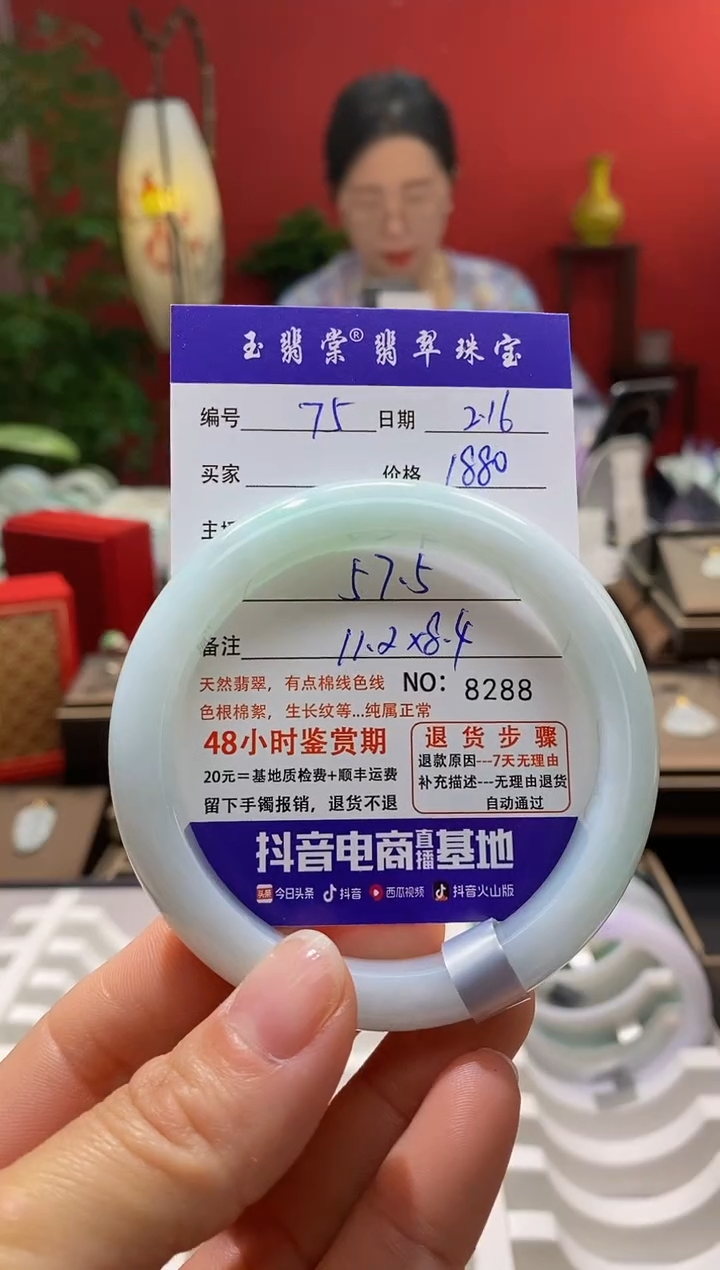 玉翡棠® 翡翠珠宝
编号 75 日期 2.16
买家 价格 1880
主
57.5
备注 11.2×8.4
天然翡翠，有点棉线色线 NO: 8288
色根棉絮，生长纹等...纯属正常
48小时鉴赏期
20元=基地质检费+顺丰运费
留下手镯报销，退货不退
退货步骤
退款原因---7天无理由
补充描述---无理由退货
自动通过
抖音电商直播基地
头条 今日头条 抖音 西瓜视频 抖音火山版